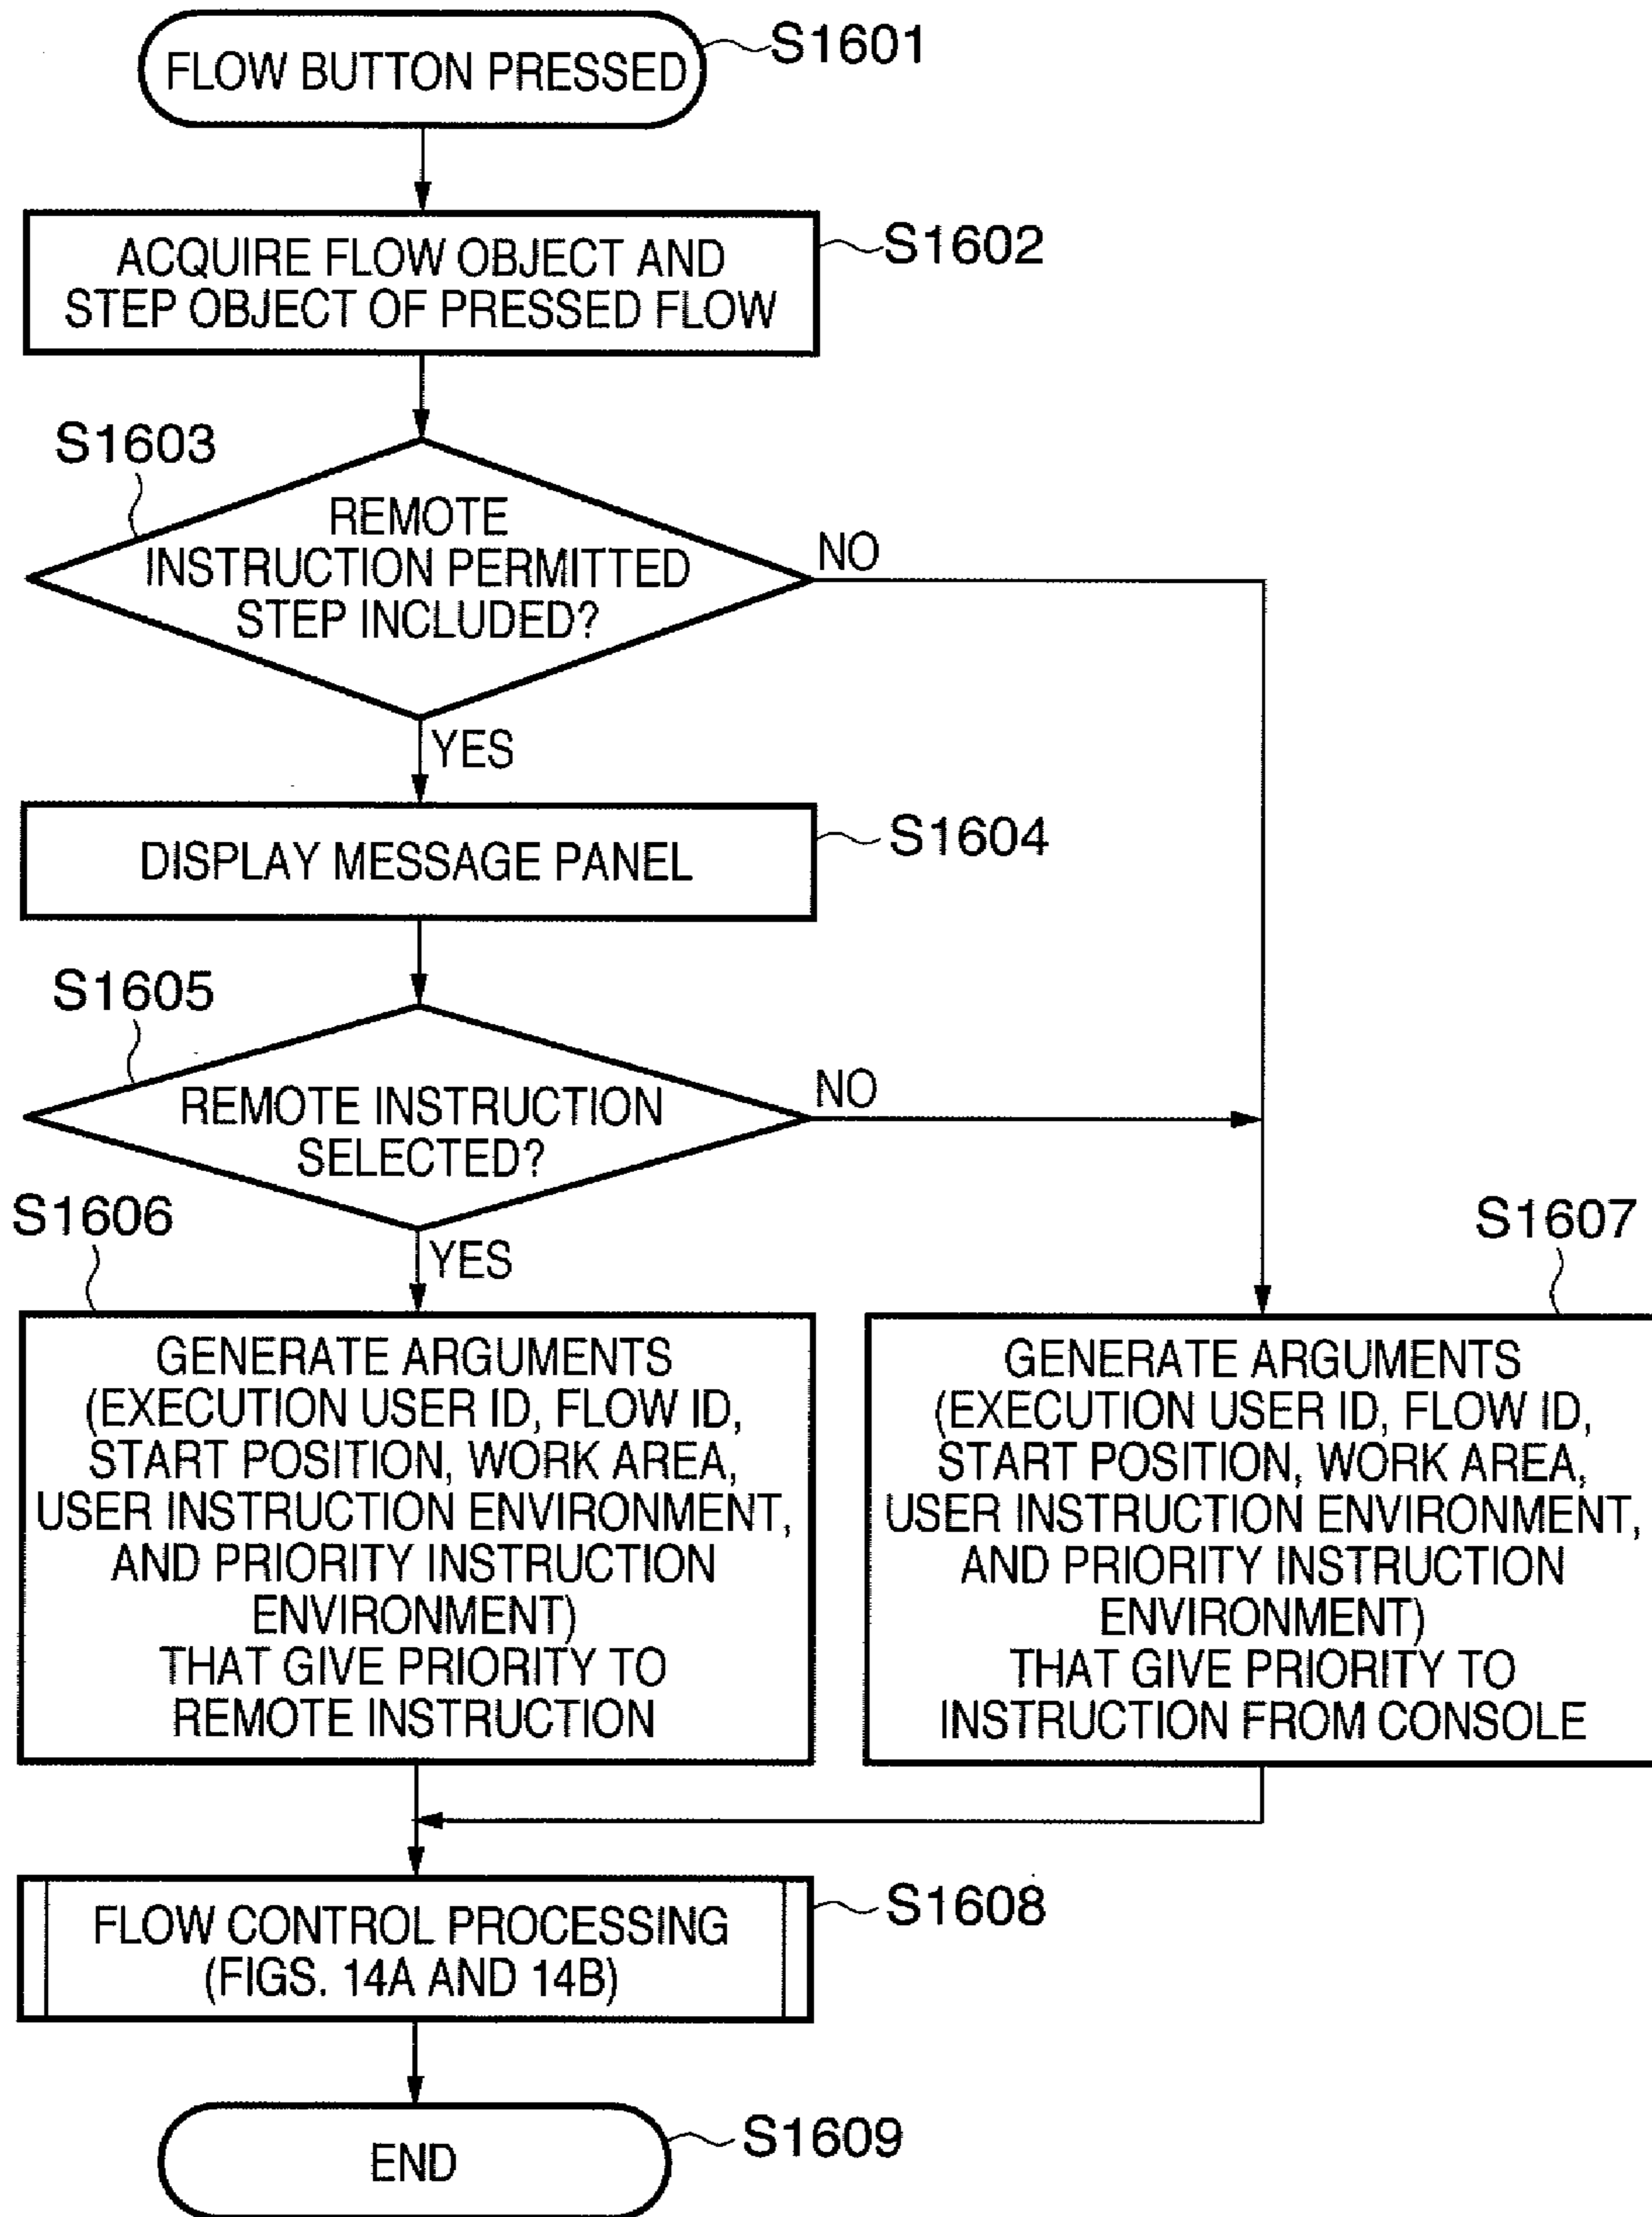 FLOW BUTTON PRESSED
S1601
ACQUIRE FLOW OBJECT AND
STEP OBJECT OF PRESSED FLOW
S1602
S1603
REMOTE
INSTRUCTION PERMITTED
STEP INCLUDED?
NO
YES
DISPLAY MESSAGE PANEL
S1604
S1605
REMOTE INSTRUCTION
SELECTED?
NO
YES
S1606
GENERATE ARGUMENTS
(EXECUTION USER ID, FLOW ID,
START POSITION, WORK AREA,
USER INSTRUCTION ENVIRONMENT,
AND PRIORITY INSTRUCTION
ENVIRONMENT)
THAT GIVE PRIORITY TO
REMOTE INSTRUCTION
S1607
GENERATE ARGUMENTS
(EXECUTION USER ID, FLOW ID,
START POSITION, WORK AREA,
USER INSTRUCTION ENVIRONMENT,
AND PRIORITY INSTRUCTION
ENVIRONMENT)
THAT GIVE PRIORITY TO
INSTRUCTION FROM CONSOLE
FLOW CONTROL PROCESSING
(FIGS. 14A AND 14B)
S1608
END
S1609